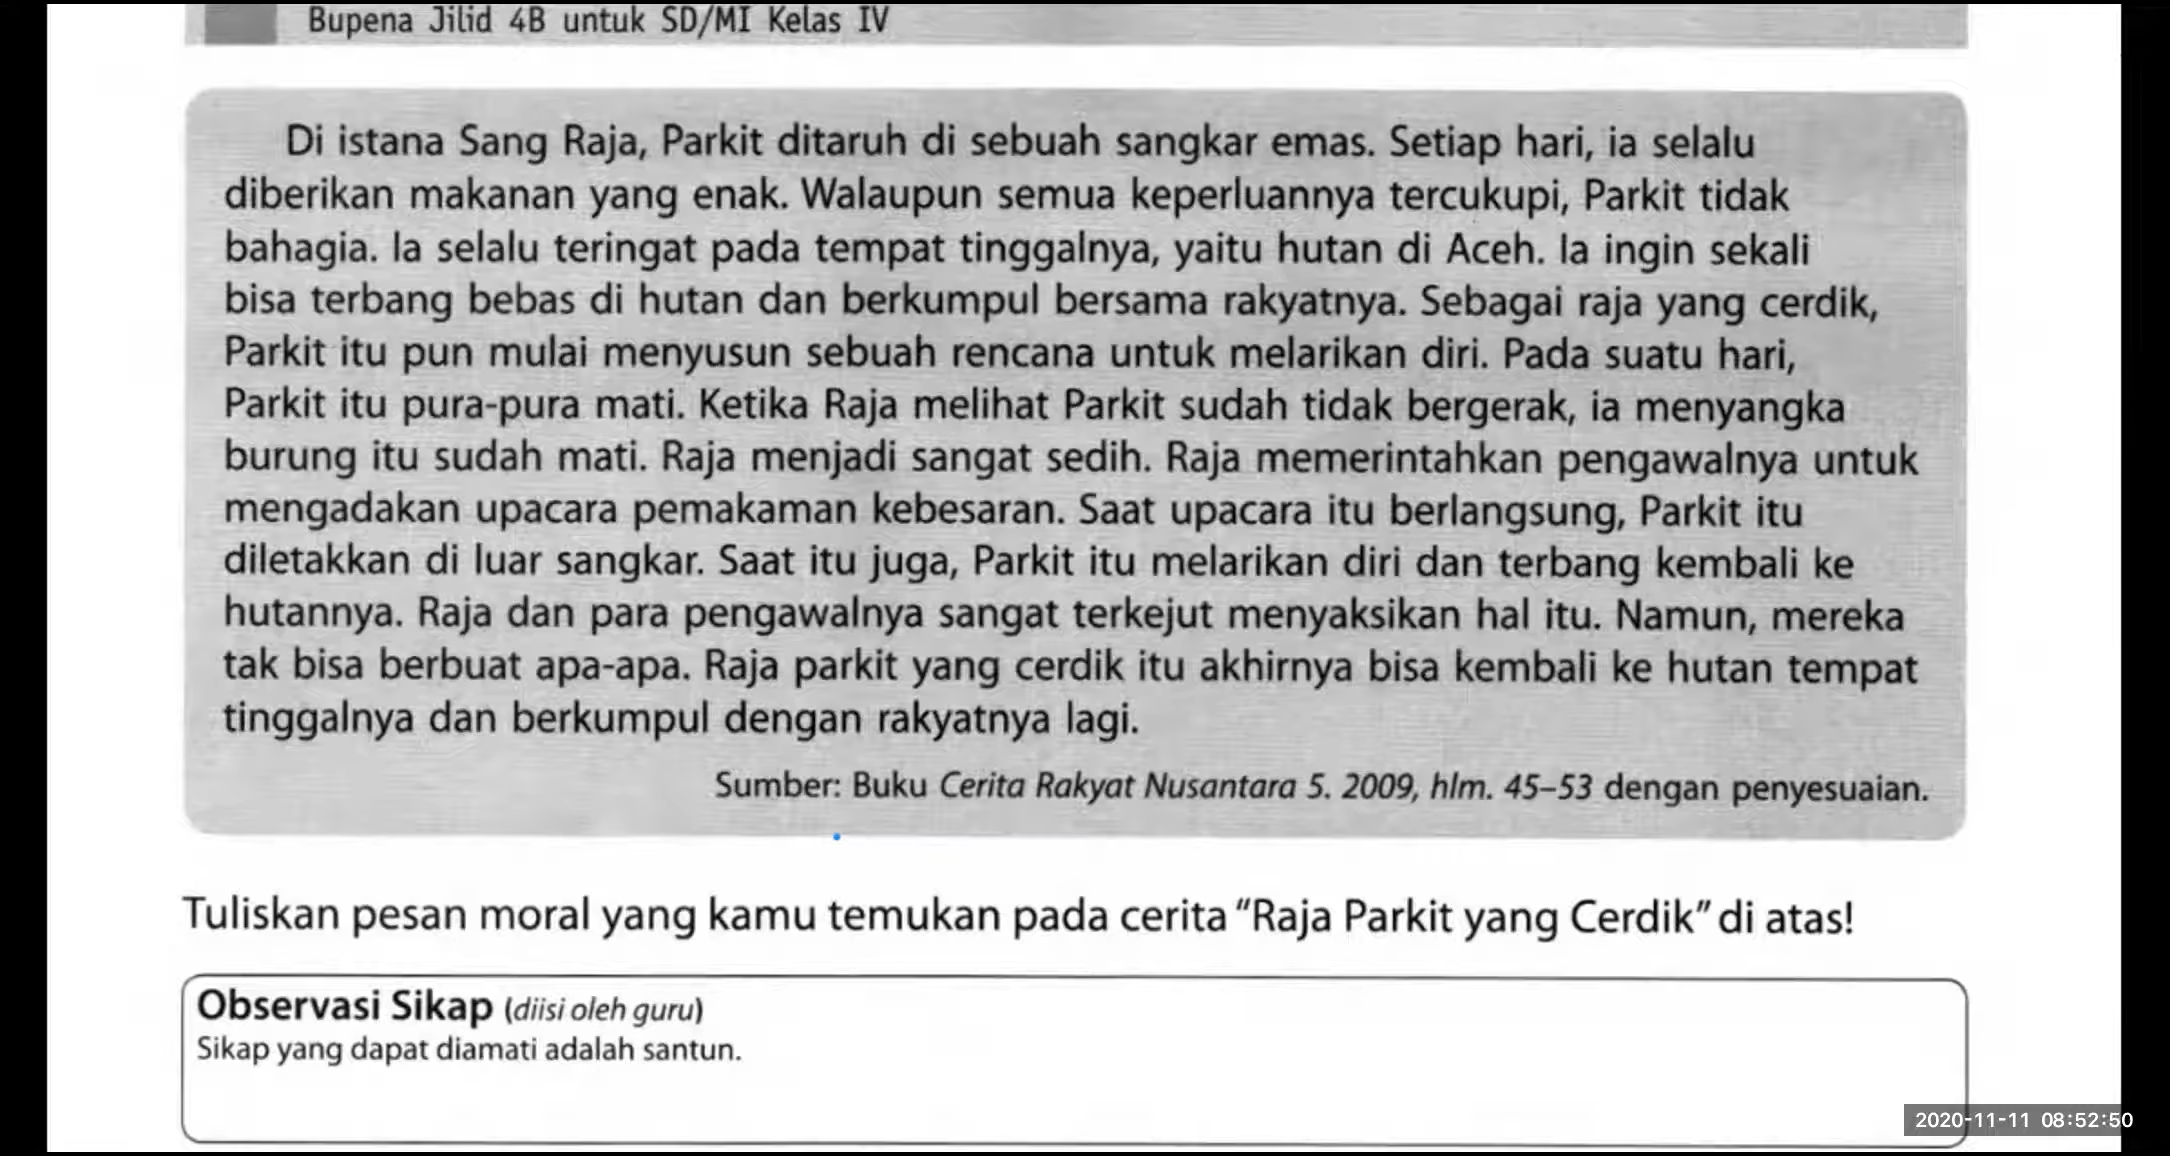 Bupena Jilid 4B untuk SD/MI Kelas IV
Di istana Sang Raja, Parkit ditaruh di sebuah sangkar emas. Setiap hari, ia selalu
diberikan makanan yang enak. Walaupun semua keperluannya tercukupi, Parkit tidak
bahagia. Ia selalu teringat pada tempat tinggalnya, yaitu hutan di Aceh. Ia ingin sekali
bisa terbang bebas di hutan dan berkumpul bersama rakyatnya. Sebagai raja yang cerdik,
Parkit itu pun mulai menyusun sebuah rencana untuk melarikan diri. Pada suatu hari,
Parkit itu pura-pura mati. Ketika Raja melihat Parkit sudah tidak bergerak, ia menyangka
burung itu sudah mati. Raja menjadi sangat sedih. Raja memerintahkan pengawalnya untuk
mengadakan upacara pemakaman kebesaran. Saat upacara itu berlangsung, Parkit itu
diletakkan di luar sangkar. Saat itu juga, Parkit itu melarikan diri dan terbang kembali ke
hutannya. Raja dan para pengawalnya sangat terkejut menyaksikan hal itu. Namun, mereka
tak bisa berbuat apa-apa. Raja parkit yang cerdik itu akhirnya bisa kembali ke hutan tempat
tinggalnya dan berkumpul dengan rakyatnya lagi.
Sumber: Buku Cerita Rakyat Nusantara 5. 2009, hlm. 45–53 dengan penyesuaian.
Tuliskan pesan moral yang kamu temukan pada cerita “Raja Parkit yang Cerdik” di atas!
Observasi Sikap (diisi oleh guru)
Sikap yang dapat diamati adalah santun.
2020-11-11 08:52:50